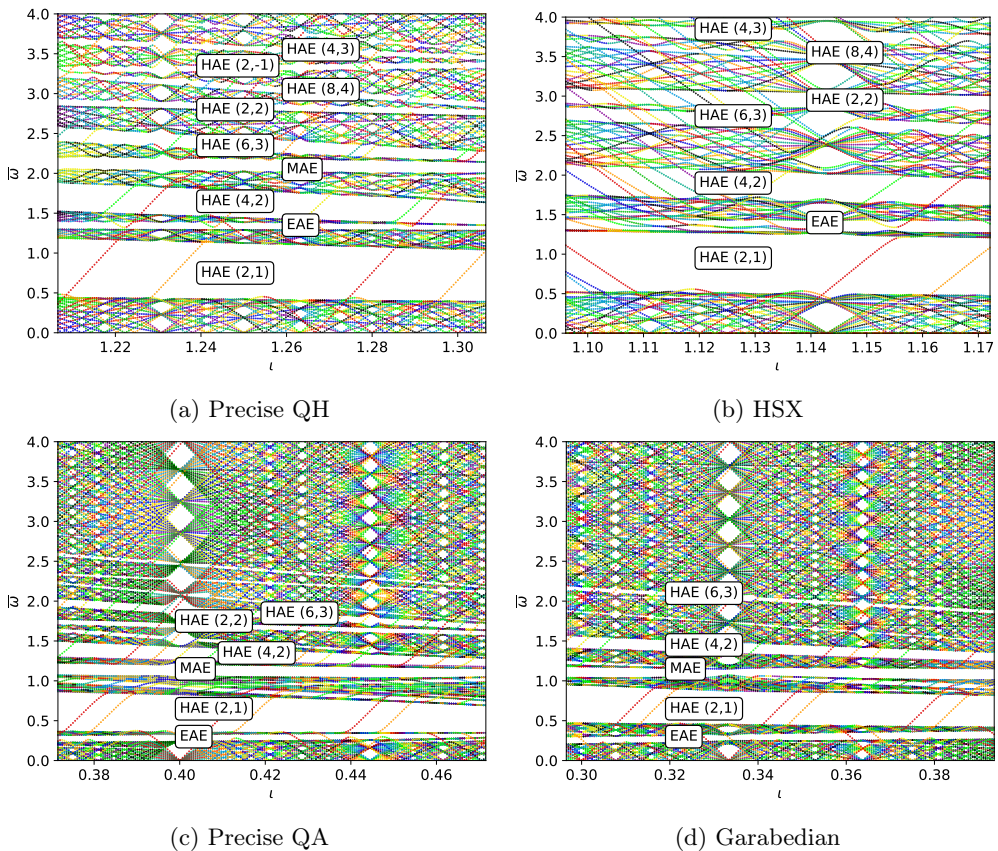 4.0
3.5
3.0
2.5
2.0
1.5
1.0
0.5
0.0
ω̅
HAE (4,3)
HAE (2,-1)
HAE (8,4)
HAE (2,2)
HAE (6,3)
MAE
HAE (4,2)
EAE
HAE (2,1)
1.22 1.24 1.26 1.28 1.30
ι
(a) Precise QH
4.0
3.5
3.0
2.5
2.0
1.5
1.0
0.5
0.0
ω̅
HAE (4,3)
HAE (8,4)
HAE (2,2)
HAE (6,3)
HAE (4,2)
EAE
HAE (2,1)
1.10 1.11 1.12 1.13 1.14 1.15 1.16 1.17
ι
(b) HSX
4.0
3.5
3.0
2.5
2.0
1.5
1.0
0.5
0.0
ω̅
HAE (6,3)
HAE (2,2)
HAE (4,2)
MAE
HAE (2,1)
EAE
0.38 0.40 0.42 0.44 0.46
ι
(c) Precise QA
4.0
3.5
3.0
2.5
2.0
1.5
1.0
0.5
0.0
ω̅
HAE (6,3)
HAE (4,2)
MAE
HAE (2,1)
EAE
0.30 0.32 0.34 0.36 0.38
ι
(d) Garabedian